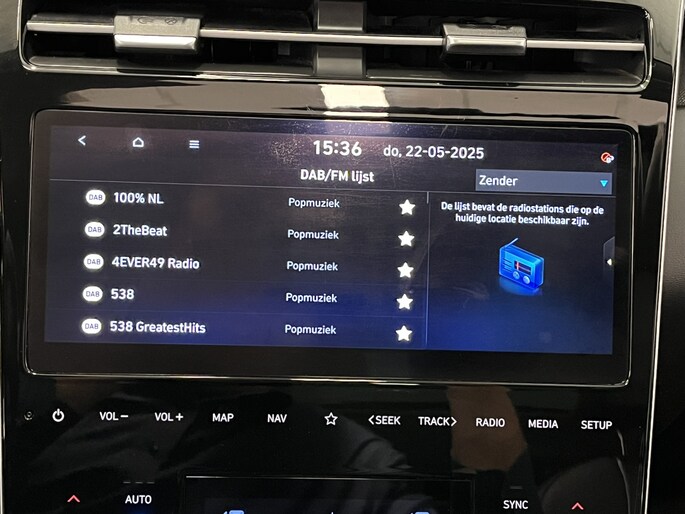 15:36 do, 22-05-2025
DAB/FM lijst
Zender
DAB 100% NL Popmuziek
DAB 2TheBeat Popmuziek
DAB 4EVER49 Radio Popmuziek
DAB 538 Popmuziek
DAB 538 GreatestHits Popmuziek
De lijst bevat de radiostations die op de
huidige locatie beschikbaar zijn.
VOL− VOL+ MAP NAV <SEEK TRACK> RADIO MEDIA SETUP
AUTO SYNC